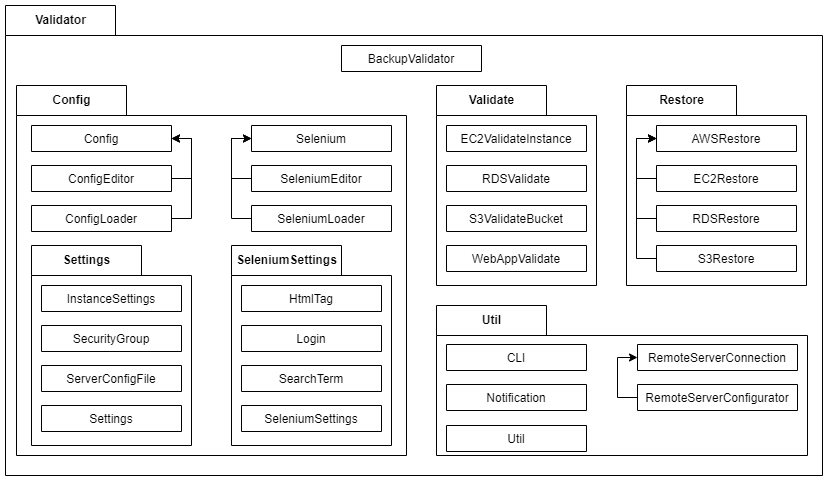 Validator
BackupValidator
Config
Config
ConfigEditor
ConfigLoader
Selenium
SeleniumEditor
SeleniumLoader
Settings
InstanceSettings
SecurityGroup
ServerConfigFile
Settings
SeleniumSettings
HtmlTag
Login
SearchTerm
SeleniumSettings
Validate
EC2ValidateInstance
RDSValidate
S3ValidateBucket
WebAppValidate
Restore
AWSRestore
EC2Restore
RDSRestore
S3Restore
Util
CLI
Notification
Util
RemoteServerConnection
RemoteServerConfigurator